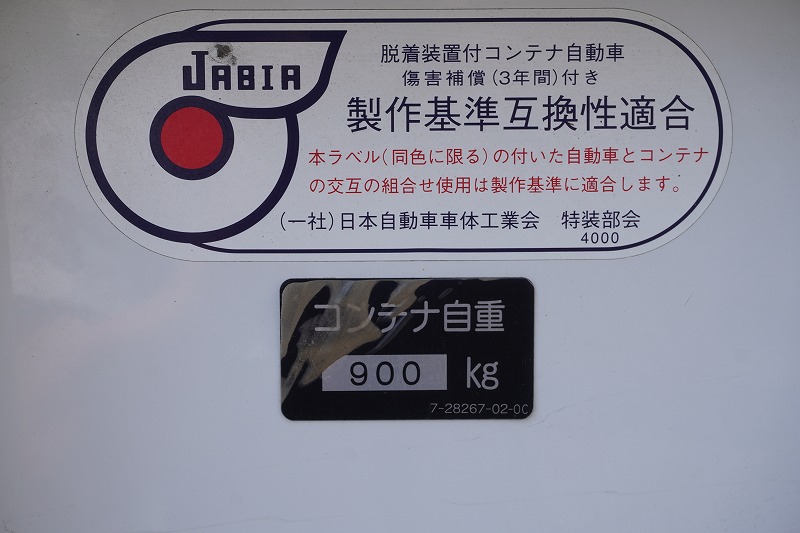 JABIA
脱着装置付コンテナ自動車
傷害補償(3年間)付き
製作基準互換性適合
本ラベル(同色に限る)の付いた自動車とコンテナ
の交互の組合せ使用は製作基準に適合します。
(一社)日本自動車車体工業会 特装部会
4000
コンテナ自重
900 kg
7-28267-02-0C